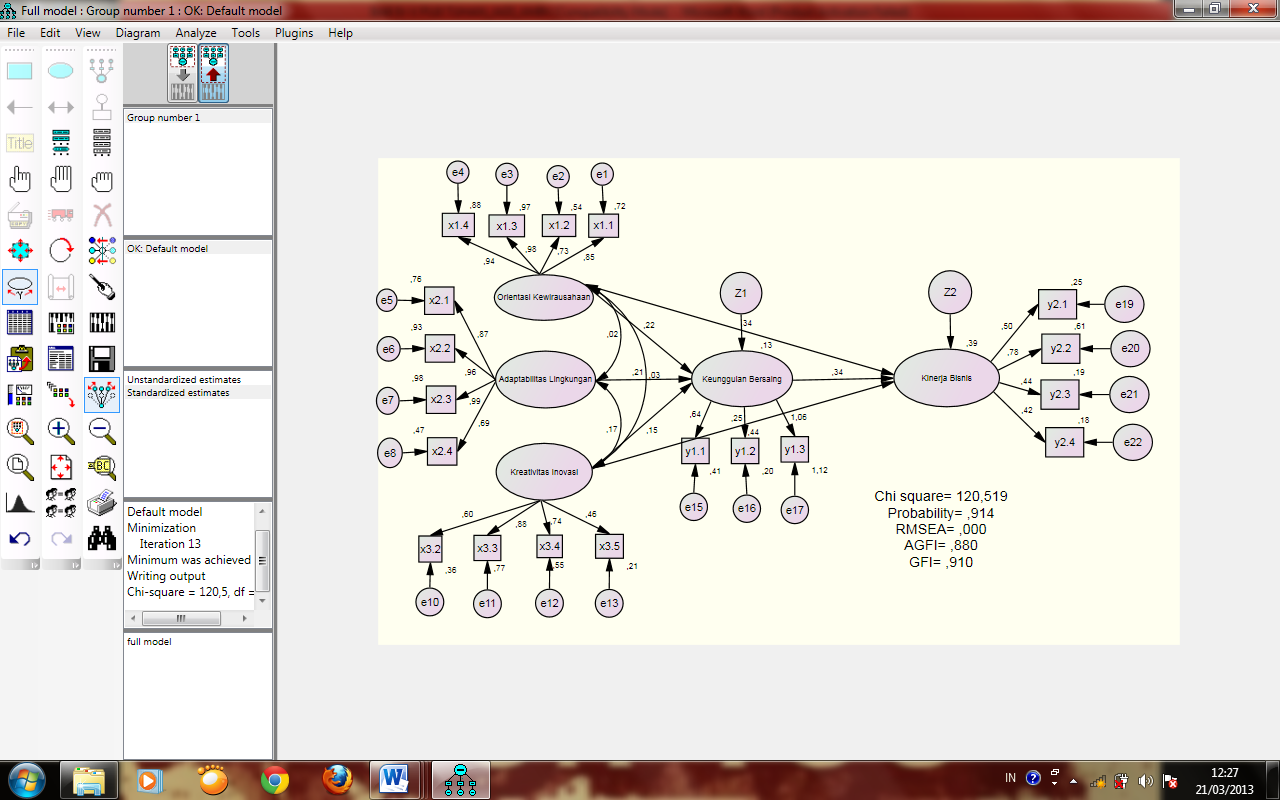 Full model : Group number 1 : OK: Default model
File Edit View Diagram Analyze Tools Plugins Help
Title
Group number 1
OK: Default model
Unstandardized estimates
Standardized estimates
Default model
Minimization
Iteration 13
Minimum was achieved
Writing output
Chi-square = 120,5, df =
full model
e4 e3 e2 e1
,88 ,97 ,54 ,72
x1.4 x1.3 x1.2 x1.1
,94 ,98 ,73 ,85
Orientasi Kewirausahaan
,76
e5 x2.1
,87
,93
e6 x2.2
,96
,98
e7 x2.3
,99
,47
e8 x2.4
,69
Adaptabilitas Lingkungan
,02
,22
,21
,03
,17
,15
Kreativitas Inovasi
,60 ,88 ,74 ,46
x3.2 x3.3 x3.4 x3.5
,36 ,77 ,55 ,21
e10 e11 e12 e13
Z1
,34
,13
Keunggulan Bersaing
,34
,64 ,25 ,44 1,06
y1.1 y1.2 y1.3
,41 ,20 1,12
e15 e16 e17
Z2
,39
Kinerja Bisnis
,25
,50 y2.1 e19
,61
,78 y2.2 e20
,19
,44 y2.3 e21
,18
,42 y2.4 e22
Chi square= 120,519
Probability= ,914
RMSEA= ,000
AGFI= ,880
GFI= ,910
IN
12:27
21/03/2013